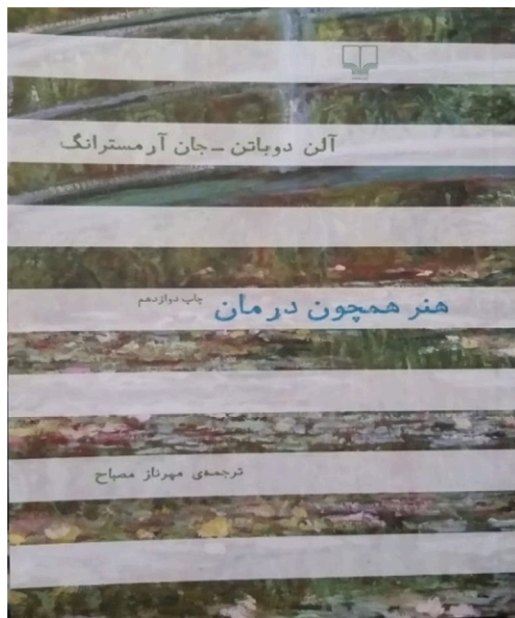 آلن دوباتن - جان آرمسترانگ
هنر همچون درمان چاپ دوازدهم
ترجمه‌ی مهرناز مصباح